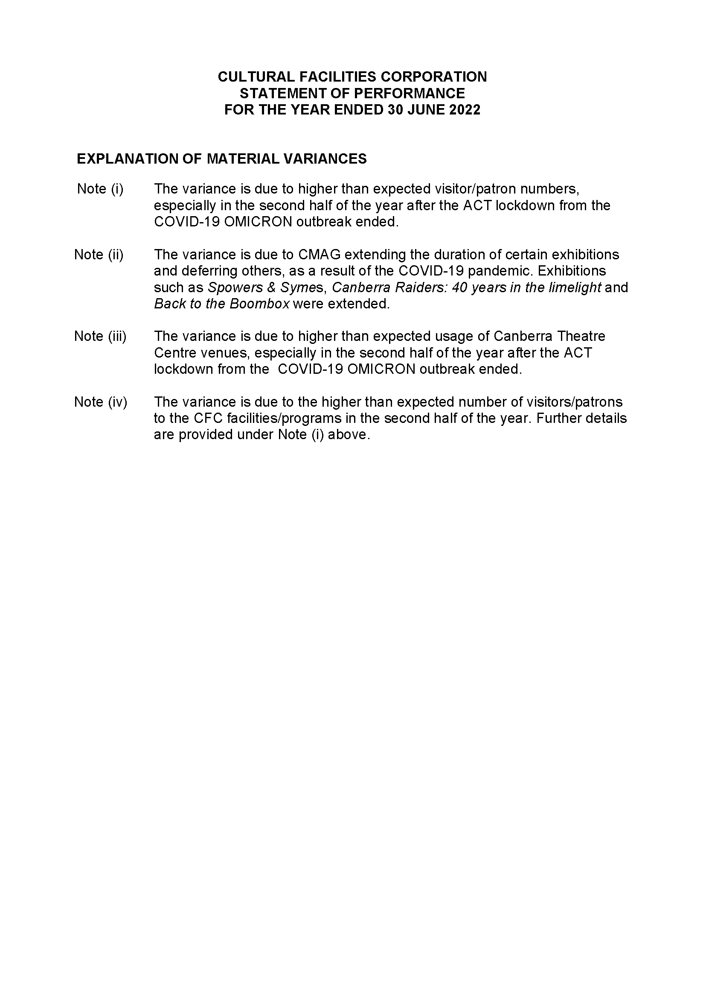 CULTURAL FACILITIES CORPORATION
STATEMENT OF PERFORMANCE
FOR THE YEAR ENDED 30 JUNE 2022
EXPLANATION OF MATERIAL VARIANCES
Note (i) The variance is due to higher than expected visitor/patron numbers,
especially in the second half of the year after the ACT lockdown from the
COVID-19 OMICRON outbreak ended.
Note (ii) The variance is due to CMAG extending the duration of certain exhibitions
and deferring others, as a result of the COVID-19 pandemic. Exhibitions
such as Spowers & Symes, Canberra Raiders: 40 years in the limelight and
Back to the Boombox were extended.
Note (iii) The variance is due to higher than expected usage of Canberra Theatre
Centre venues, especially in the second half of the year after the ACT
lockdown from the  COVID-19 OMICRON outbreak ended.
Note (iv) The variance is due to the higher than expected number of visitors/patrons
to the CFC facilities/programs in the second half of the year. Further details
are provided under Note (i) above.